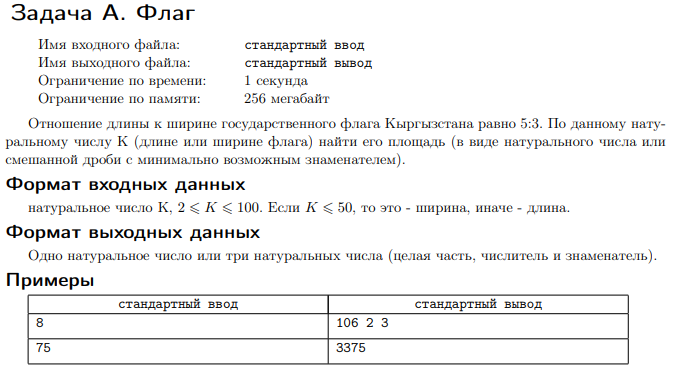 Задача A. Флаг
Имя входного файла: стандартный ввод
Имя выходного файла: стандартный вывод
Ограничение по времени: 1 секунда
Ограничение по памяти: 256 мегабайт
Отношение длины к ширине государственного флага Кыргызстана равно 5:3. По данному нату-
ральному числу K (длине или ширине флага) найти его площадь (в виде натурального числа или
смешанной дроби с минимально возможным знаменателем).
Формат входных данных
натуральное число K, 2 ⩽ K ⩽ 100. Если K ⩽ 50, то это - ширина, иначе - длина.
Формат выходных данных
Одно натуральное число или три натуральных числа (целая часть, числитель и знаменатель).
Примеры
стандартный ввод стандартный вывод
8 106 2 3
75 3375